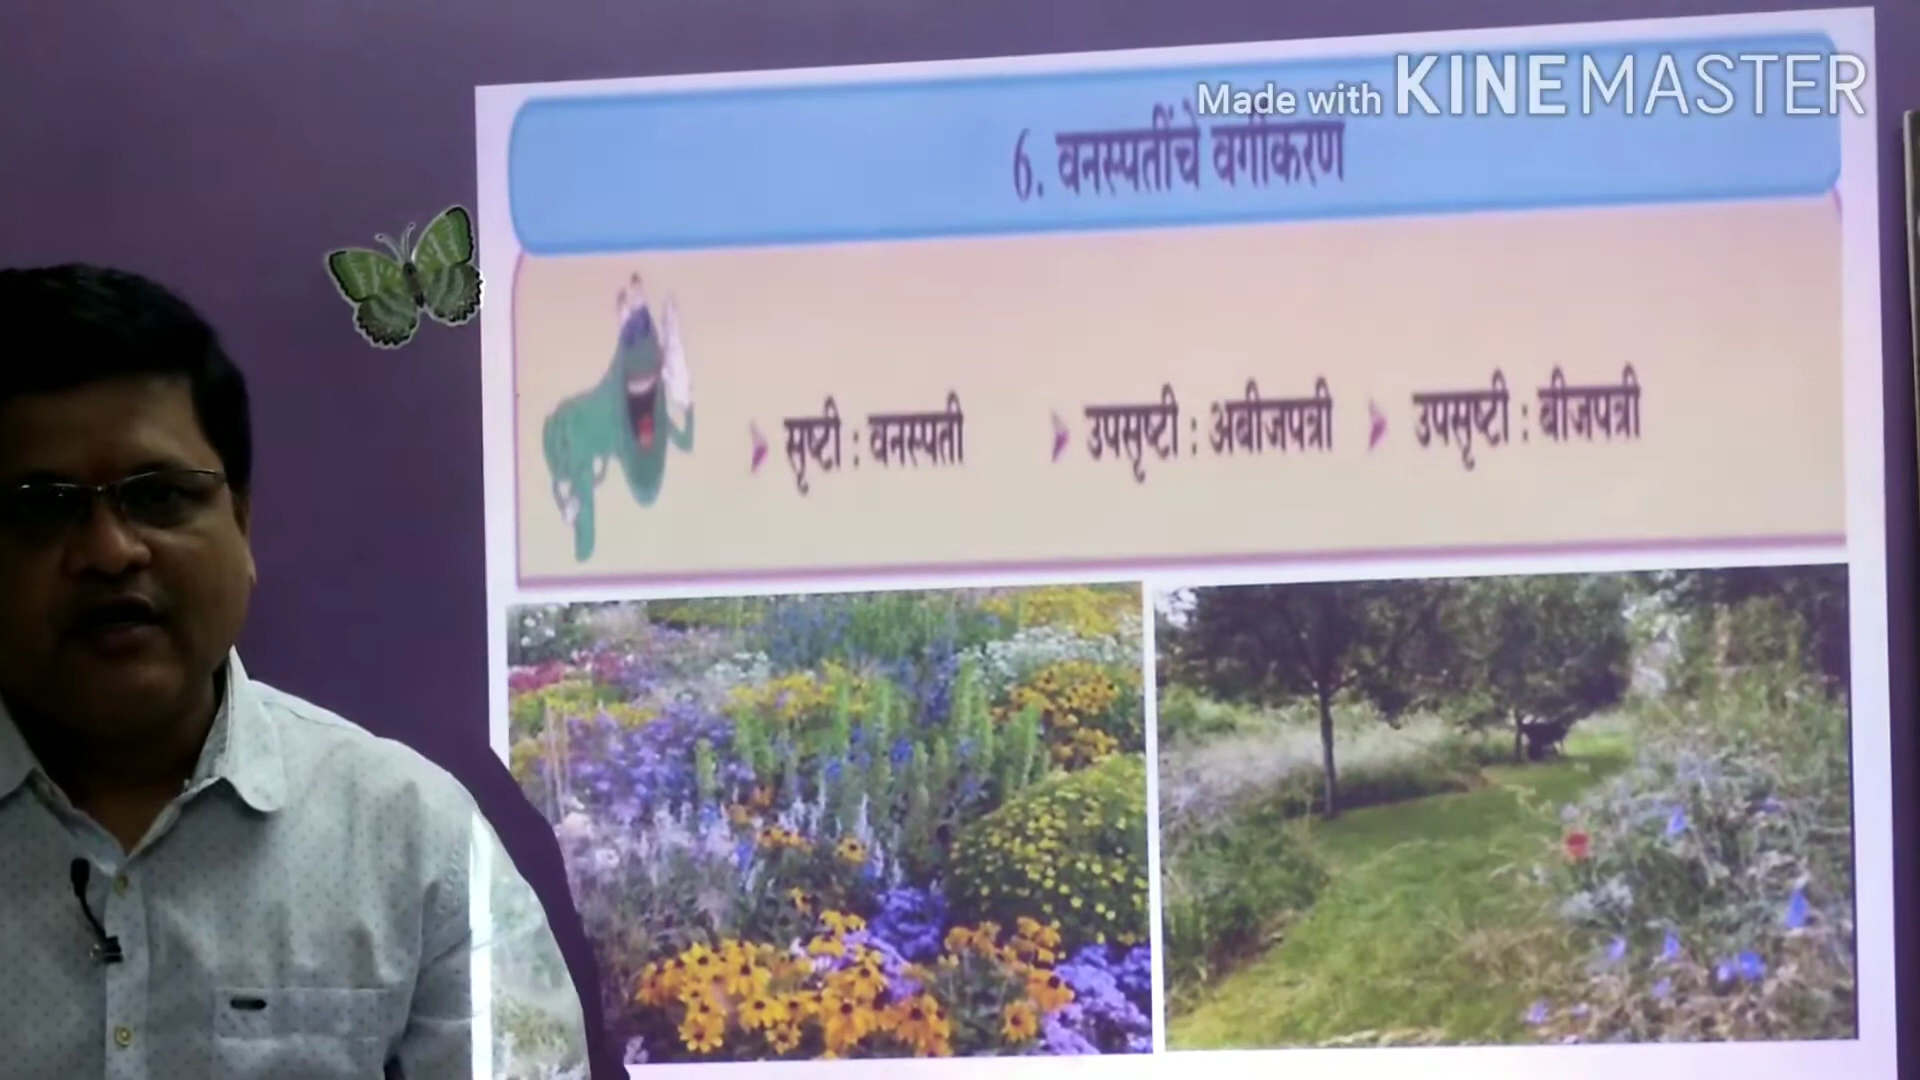 Made with KINEMASTER
6. वनस्पतींचे वर्गीकरण
सृष्टी : वनस्पती उपसृष्टी : अबीजपत्री उपसृष्टी : बीजपत्री